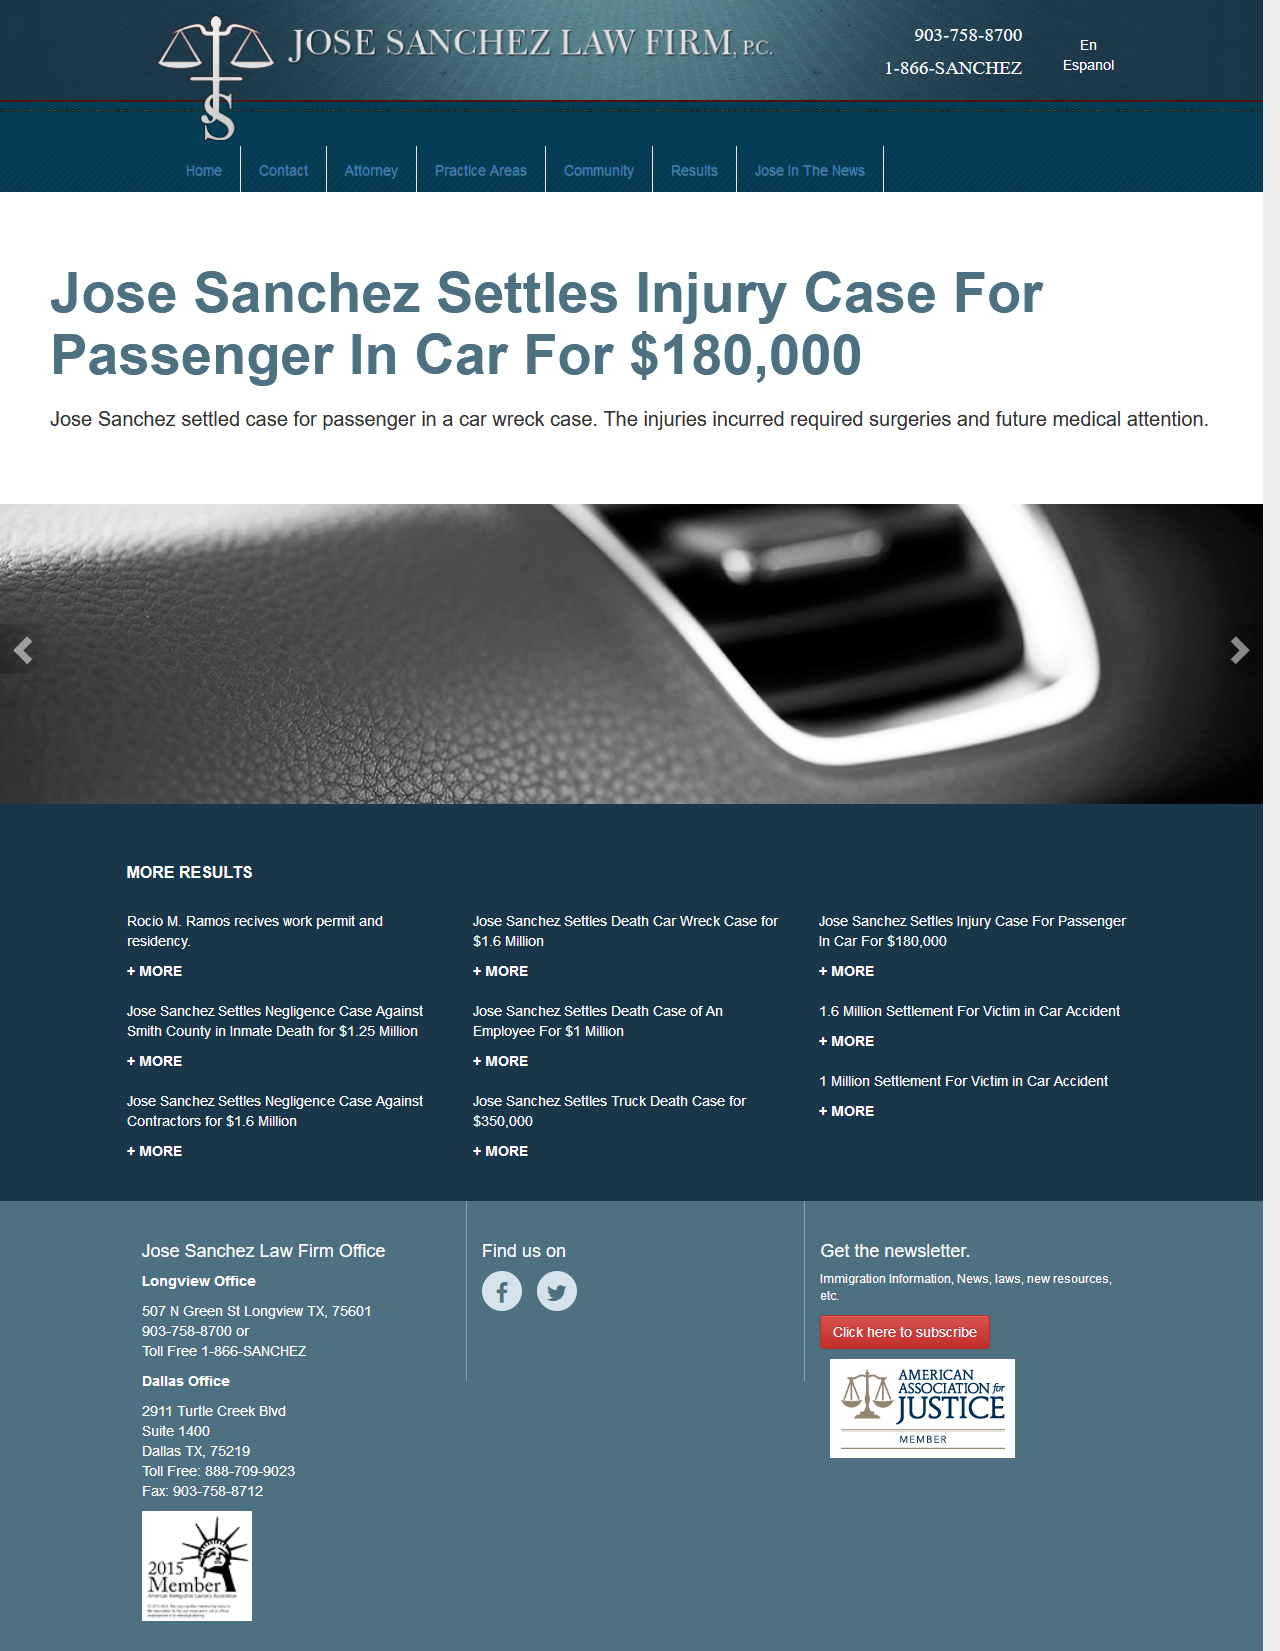 JOSE SANCHEZ LAW FIRM, P.C.
903-758-8700
1-866-SANCHEZ
En
Espanol
Home
Contact
Attorney
Practice Areas
Community
Results
Jose In The News
Jose Sanchez Settles Injury Case For
Passenger In Car For $180,000
Jose Sanchez settled case for passenger in a car wreck case. The injuries incurred required surgeries and future medical attention.
MORE RESULTS
Rocio M. Ramos recives work permit and
residency.
+ MORE
Jose Sanchez Settles Negligence Case Against
Smith County in Inmate Death for $1.25 Million
+ MORE
Jose Sanchez Settles Negligence Case Against
Contractors for $1.6 Million
+ MORE
Jose Sanchez Settles Death Car Wreck Case for
$1.6 Million
+ MORE
Jose Sanchez Settles Death Case of An
Employee For $1 Million
+ MORE
Jose Sanchez Settles Truck Death Case for
$350,000
+ MORE
Jose Sanchez Settles Injury Case For Passenger
In Car For $180,000
+ MORE
1.6 Million Settlement For Victim in Car Accident
+ MORE
1 Million Settlement For Victim in Car Accident
+ MORE
Jose Sanchez Law Firm Office
Longview Office
507 N Green St Longview TX, 75601
903-758-8700 or
Toll Free 1-866-SANCHEZ
Dallas Office
2911 Turtle Creek Blvd
Suite 1400
Dallas TX, 75219
Toll Free: 888-709-9023
Fax: 903-758-8712
2015
Member
American Immigration Lawyers Association
Find us on
Get the newsletter.
Immigration Information, News, laws, new resources,
etc.
Click here to subscribe
AMERICAN
ASSOCIATION for
JUSTICE
MEMBER